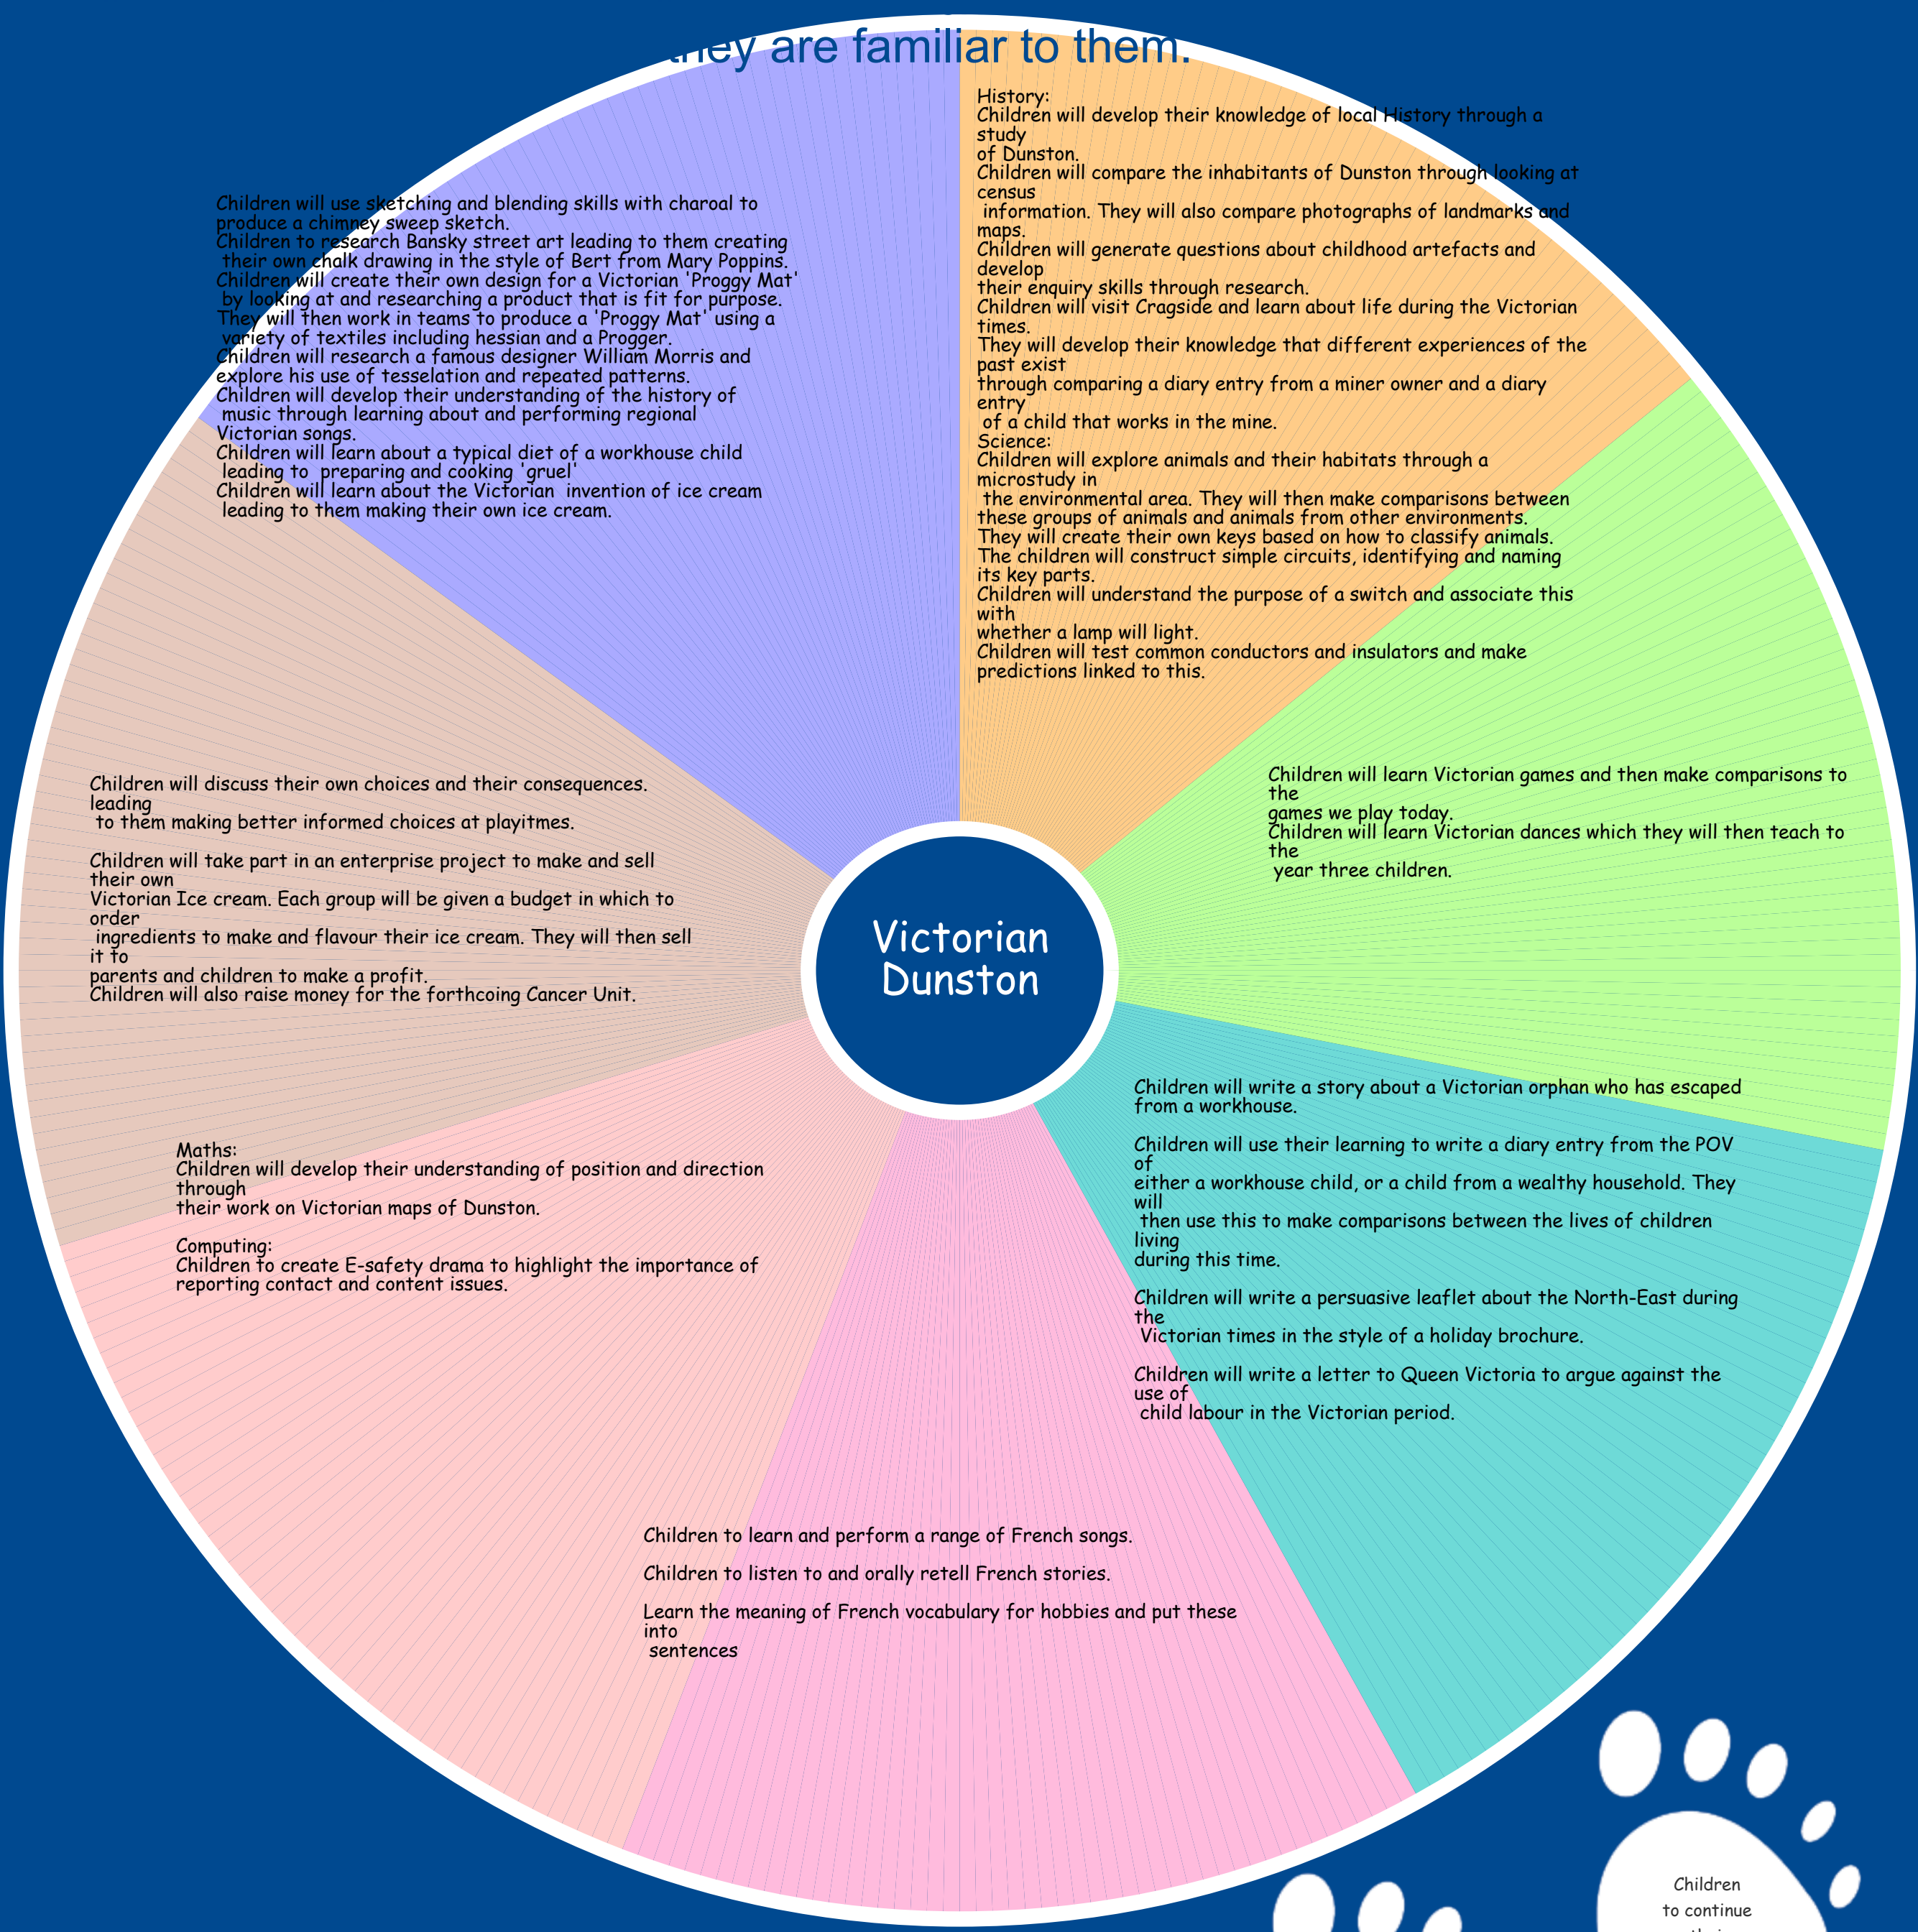 they are familiar to them.
History:
Children will develop their knowledge of local History through a
study
of Dunston.
Children will compare the inhabitants of Dunston through looking at
census
information. They will also compare photographs of landmarks and
maps.
Children will generate questions about childhood artefacts and
develop
their enquiry skills through research.
Children will visit Cragside and learn about life during the Victorian
times.
They will develop their knowledge that different experiences of the
past exist
through comparing a diary entry from a miner owner and a diary
entry
of a child that works in the mine.
Science:
Children will explore animals and their habitats through a
microstudy in
the environmental area. They will then make comparisons between
these groups of animals and animals from other environments.
They will create their own keys based on how to classify animals.
The children will construct simple circuits, identifying and naming
its key parts.
Children will understand the purpose of a switch and associate this
with
whether a lamp will light.
Children will test common conductors and insulators and make
predictions linked to this.
Children will use sketching and blending skills with charoal to
produce a chimney sweep sketch.
Children to research Bansky street art leading to them creating
their own chalk drawing in the style of Bert from Mary Poppins.
Children will create their own design for a Victorian 'Proggy Mat'
by looking at and researching a product that is fit for purpose.
They will then work in teams to produce a 'Proggy Mat' using a
variety of textiles including hessian and a Progger.
Children will research a famous designer William Morris and
explore his use of tesselation and repeated patterns.
Children will develop their understanding of the history of
music through learning about and performing regional
Victorian songs.
Children will learn about a typical diet of a workhouse child
leading to preparing and cooking 'gruel'
Children will learn about the Victorian invention of ice cream
leading to them making their own ice cream.
Children will learn Victorian games and then make comparisons to
the
games we play today.
Children will learn Victorian dances which they will then teach to
the
year three children.
Children will discuss their own choices and their consequences.
leading
to them making better informed choices at playitmes.
Children will take part in an enterprise project to make and sell
their own
Victorian Ice cream. Each group will be given a budget in which to
order
ingredients to make and flavour their ice cream. They will then sell
it to
parents and children to make a profit.
Children will also raise money for the forthcoing Cancer Unit.
Victorian
Dunston
Children will write a story about a Victorian orphan who has escaped
from a workhouse.
Children will use their learning to write a diary entry from the POV
of
either a workhouse child, or a child from a wealthy household. They
will
then use this to make comparisons between the lives of children
living
during this time.
Children will write a persuasive leaflet about the North-East during
the
Victorian times in the style of a holiday brochure.
Children will write a letter to Queen Victoria to argue against the
use of
child labour in the Victorian period.
Maths:
Children will develop their understanding of position and direction
through
their work on Victorian maps of Dunston.
Computing:
Children to create E-safety drama to highlight the importance of
reporting contact and content issues.
Children to learn and perform a range of French songs.
Children to listen to and orally retell French stories.
Learn the meaning of French vocabulary for hobbies and put these
into
sentences
Children
to continue